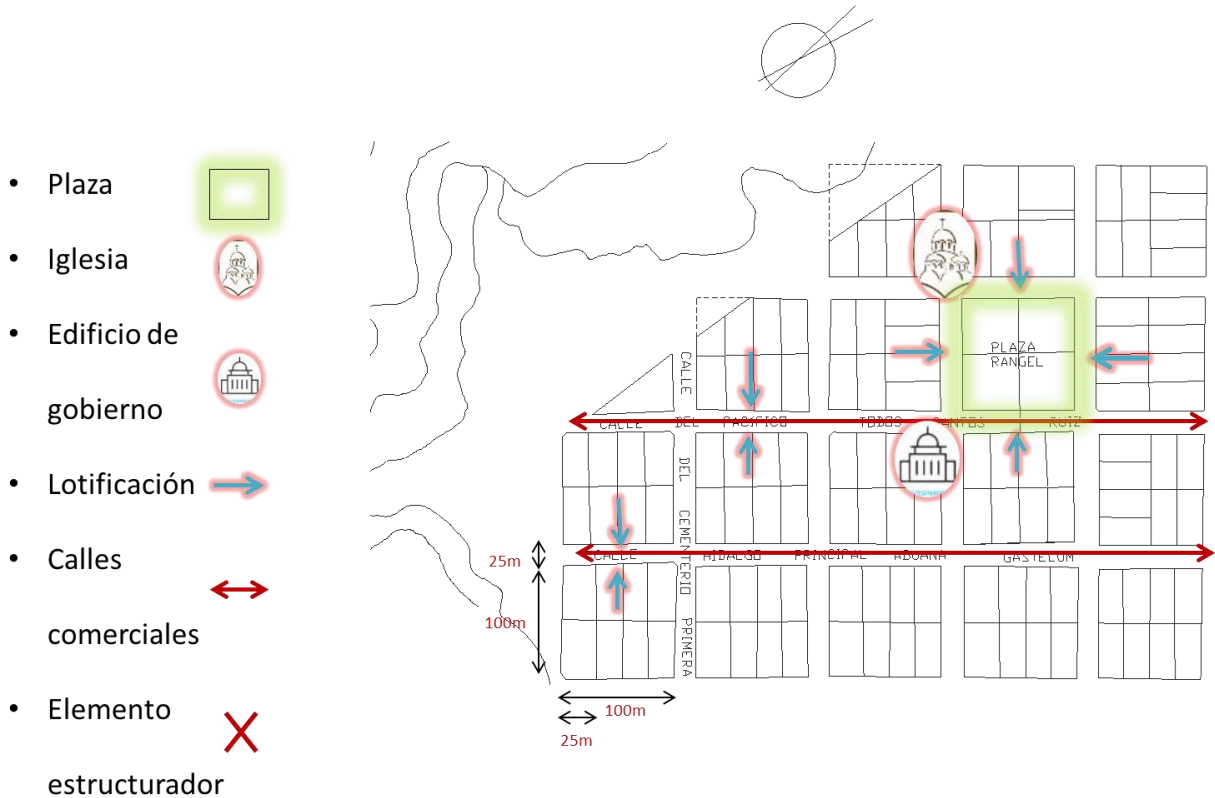 • Plaza
• Iglesia
• Edificio de
gobierno
• Lotificación
• Calles
comerciales
• Elemento
estructurador
PLAZA
RANGEL
CALLE
CALLE DEL PACIFICO TODOS SANTOS RUIZ
DEL
CEMENTERIO
PRIMERA
CALLE HIDALGO PRINCIPAL ADUANA GASTELUM
25m
100m
100m
25m